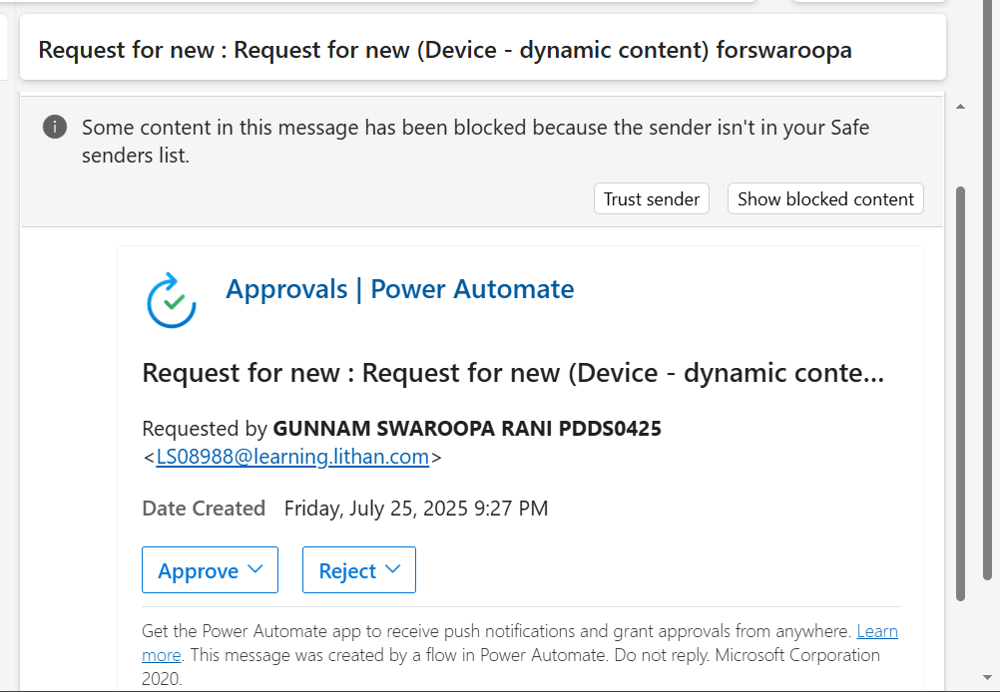 Request for new : Request for new (Device - dynamic content) forswaroopa
Some content in this message has been blocked because the sender isn't in your Safe
senders list.
Trust sender
Show blocked content
Approvals | Power Automate
Request for new : Request for new (Device - dynamic conte...
Requested by GUNNAM SWAROOPA RANI PDDS0425
<LS08988@learning.lithan.com>
Date Created Friday, July 25, 2025 9:27 PM
Approve
Reject
Get the Power Automate app to receive push notifications and grant approvals from anywhere. Learn
more. This message was created by a flow in Power Automate. Do not reply. Microsoft Corporation
2020.